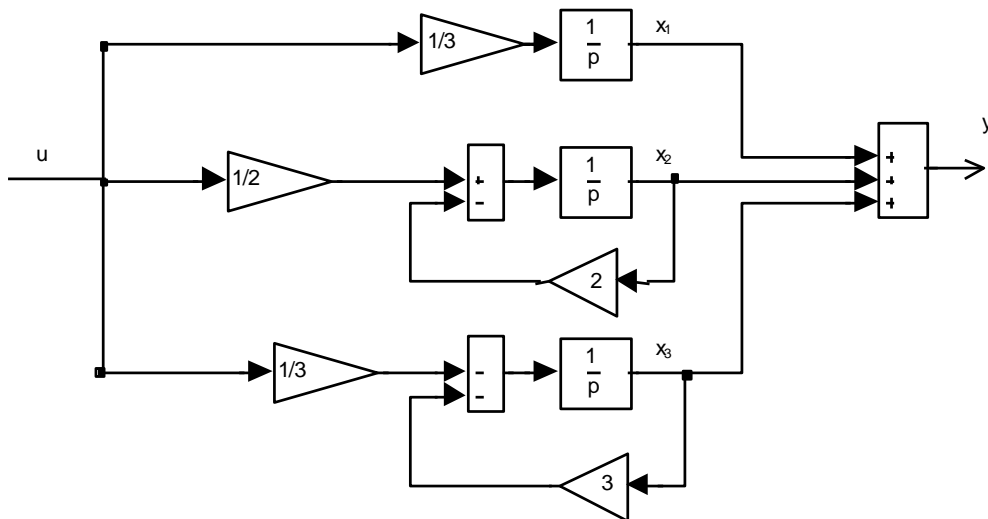 1/3
1
p
x₁
y
u
1/2
+
-
1
p
x₂
+
+
+
2
1/3
-
-
1
p
x₃
3